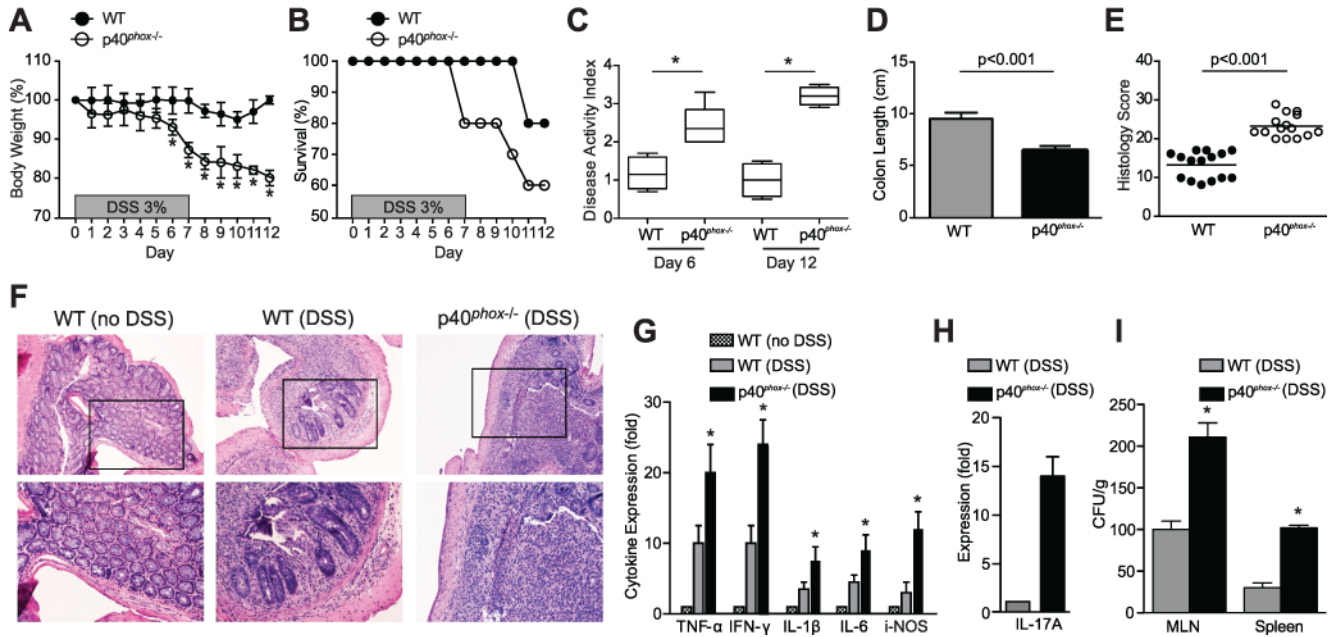 A
WT
p40phox-/-
Body Weight (%)
110
100
90
80
70
DSS 3%
0 1 2 3 4 5 6 7 8 9 10 11 12
* * * * * * *
Day
B
WT
p40phox-/-
Survival (%)
100
90
80
70
60
50
DSS 3%
0 1 2 3 4 5 6 7 8 9 10 11 12
Day
C
Disease Activity Index
4
3
2
1
0
* *
WT p40phox-/- WT p40phox-/-
Day 6 Day 12
D
p<0.001
Colon Length (cm)
15
10
5
0
WT p40phox-/-
E
p<0.001
Histology Score
40
30
20
10
0
WT p40phox-/-
F
WT (no DSS) WT (DSS) p40phox-/- (DSS)
G
WT (no DSS)
WT (DSS)
p40phox-/- (DSS)
Cytokine Expression (fold)
30
20
10
0
* * * * *
TNF-α IFN-γ IL-1β IL-6 i-NOS
H
WT (DSS)
p40phox-/- (DSS)
Expression (fold)
20
15
10
5
0
IL-17A
I
WT (DSS)
p40phox-/- (DSS)
CFU/g
250
200
150
100
50
0
* *
MLN Spleen